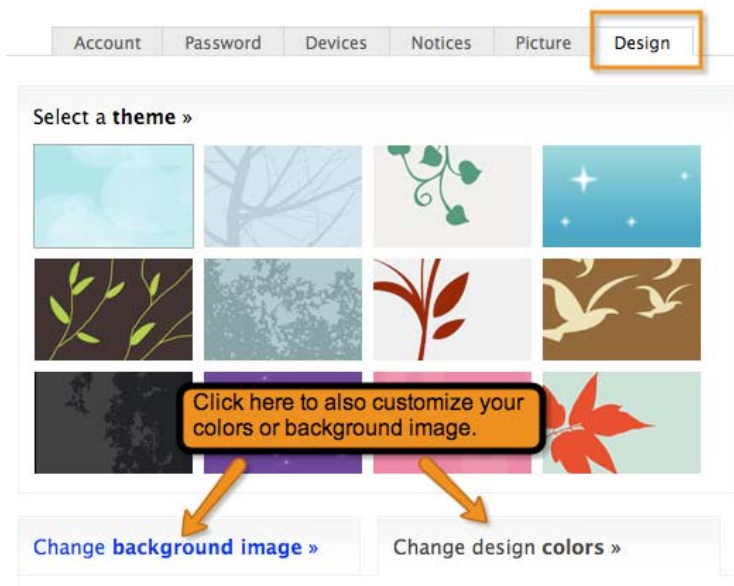 Account Password Devices Notices Picture Design
Select a theme »
Click here to also customize your
colors or background image.
Change background image » Change design colors »